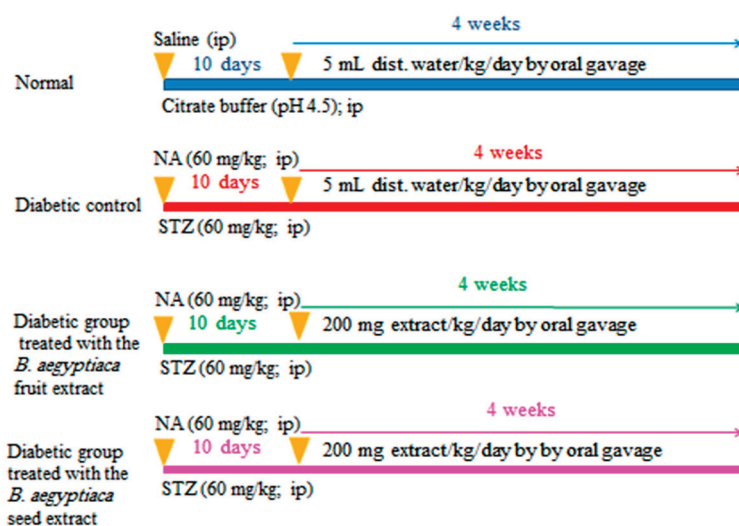 4 weeks
Saline (ip)
10 days
5 mL dist. water/kg/day by oral gavage
Normal
Citrate buffer (pH 4.5); ip
NA (60 mg/kg; ip)
4 weeks
10 days
5 mL dist. water/kg/day by oral gavage
Diabetic control
STZ (60 mg/kg; ip)
NA (60 mg/kg; ip)
4 weeks
10 days
200 mg extract/kg/day by oral gavage
Diabetic group
treated with the
B. aegyptiaca
fruit extract
STZ (60 mg/kg; ip)
NA (60 mg/kg; ip)
4 weeks
10 days
200 mg extract/kg/day by by oral gavage
Diabetic group
treated with the
B. aegyptiaca
seed extract
STZ (60 mg/kg; ip)